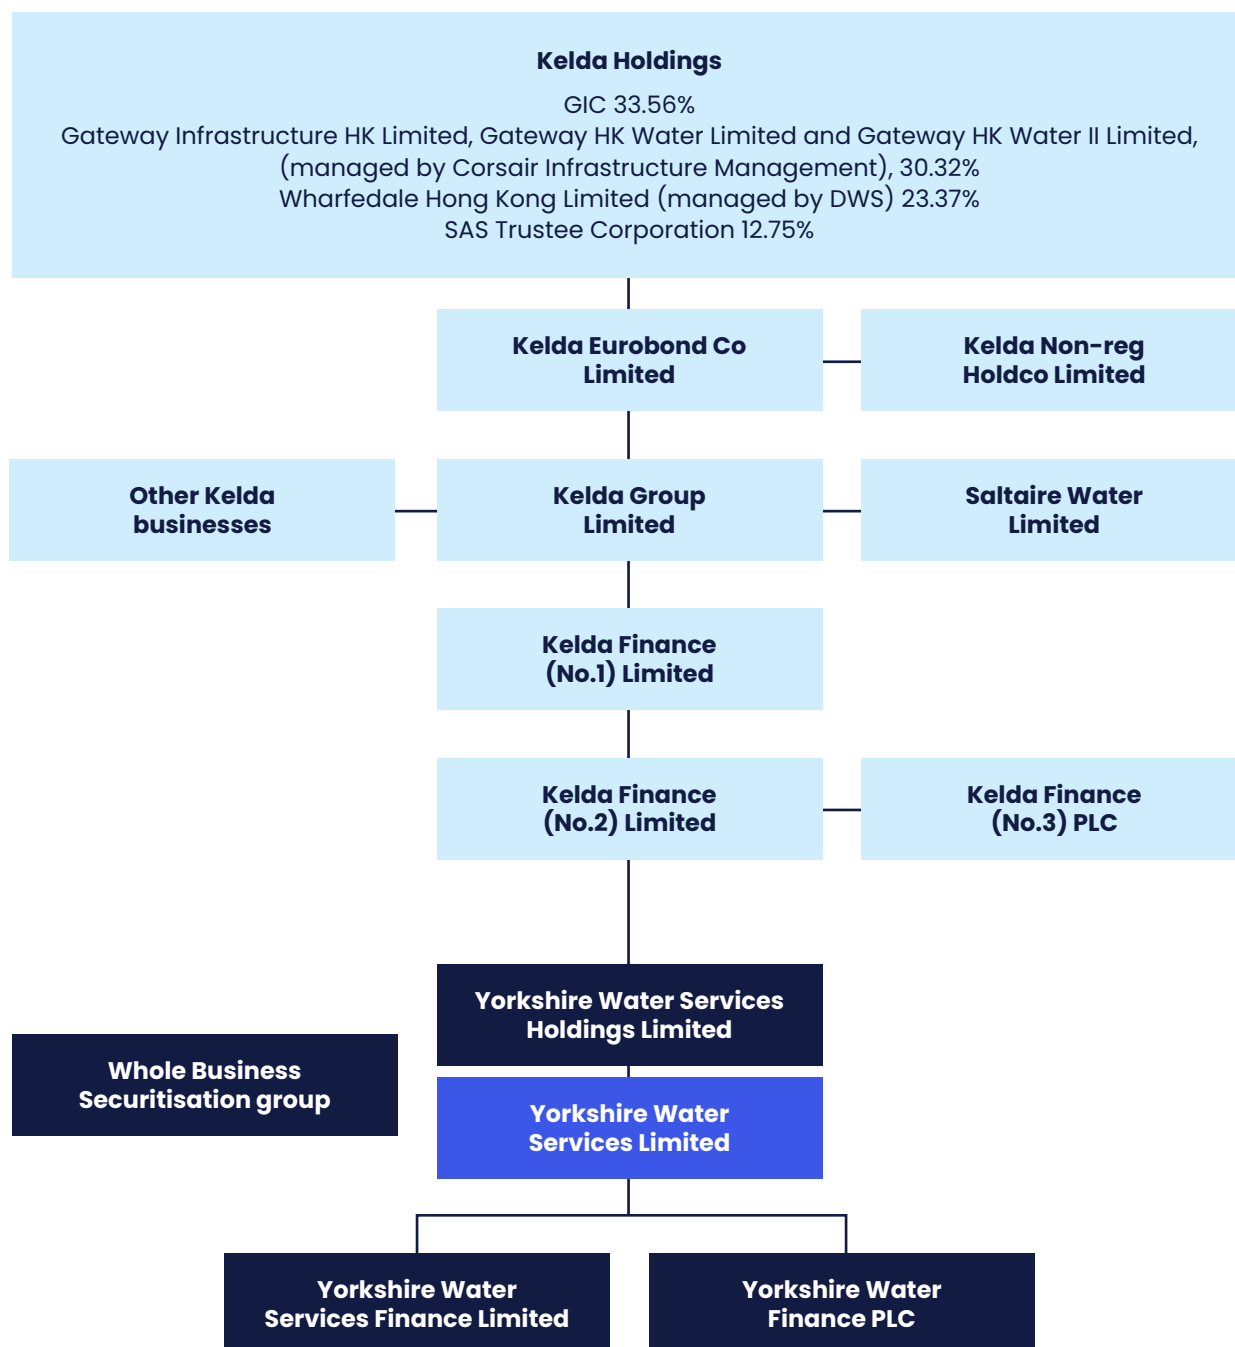 Kelda Holdings
GIC 33.56%
Gateway Infrastructure HK Limited, Gateway HK Water Limited and Gateway HK Water II Limited,
(managed by Corsair Infrastructure Management), 30.32%
Wharfedale Hong Kong Limited (managed by DWS) 23.37%
SAS Trustee Corporation 12.75%
Kelda Eurobond Co
Limited
Kelda Non-reg
Holdco Limited
Other Kelda
businesses
Kelda Group
Limited
Saltaire Water
Limited
Kelda Finance
(No.1) Limited
Kelda Finance
(No.2) Limited
Kelda Finance
(No.3) PLC
Yorkshire Water Services
Holdings Limited
Whole Business
Securitisation group
Yorkshire Water
Services Limited
Yorkshire Water
Services Finance Limited
Yorkshire Water
Finance PLC